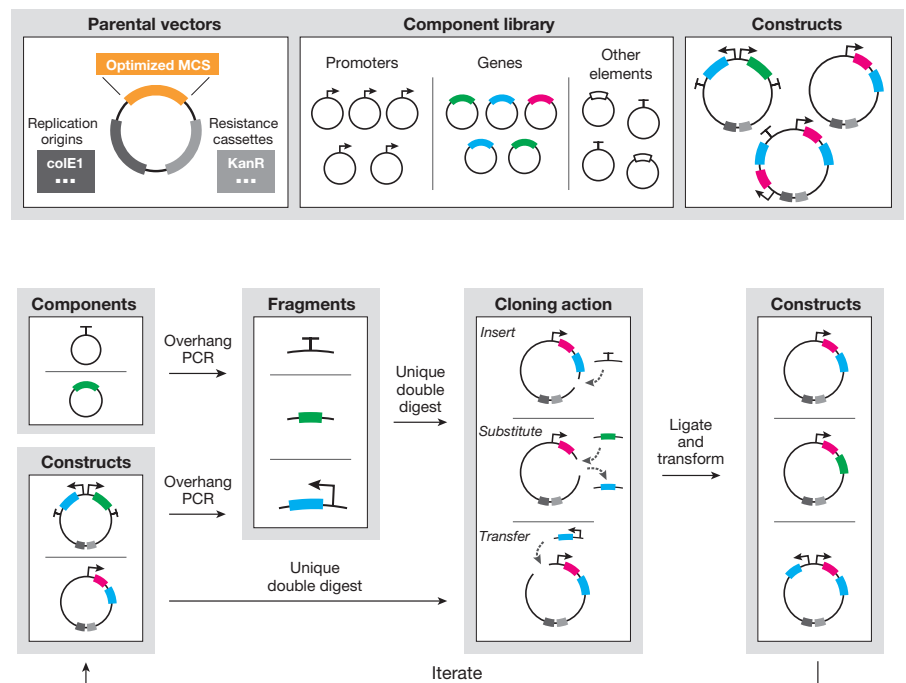 Parental vectors
Optimized MCS
Replication
origins
colE1
...
Resistance
cassettes
KanR
...
Component library
Promoters
Genes
Other
elements
Constructs
Components
Overhang
PCR
Fragments
Unique
double
digest
Cloning action
Insert
Substitute
Transfer
Ligate
and
transform
Constructs
Constructs
Overhang
PCR
Unique
double digest
Iterate